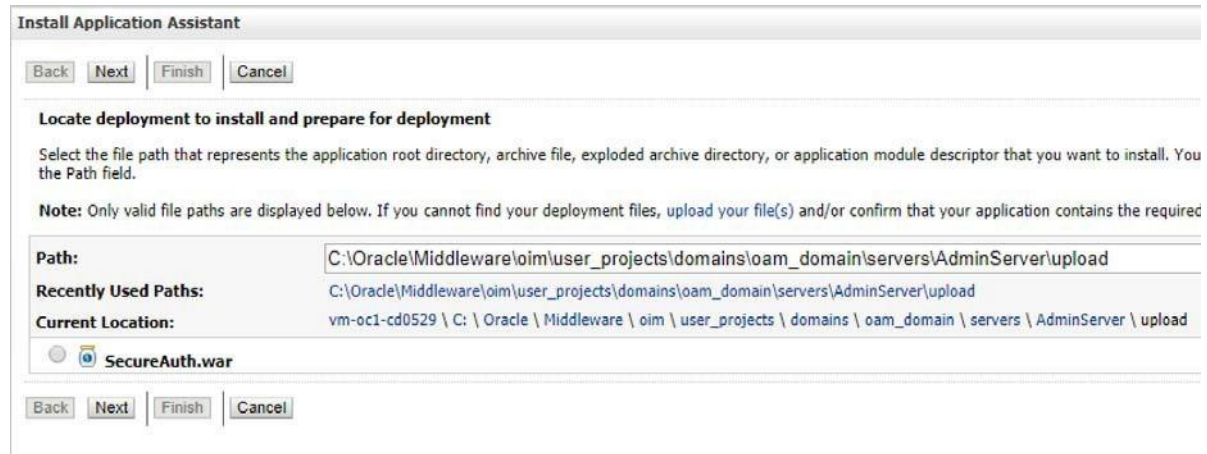 Install Application Assistant
Back Next Finish Cancel
Locate deployment to install and prepare for deployment
Select the file path that represents the application root directory, archive file, exploded archive directory, or application module descriptor that you want to install. You
the Path field.
Note: Only valid file paths are displayed below. If you cannot find your deployment files, upload your file(s) and/or confirm that your application contains the required
Path: C:\Oracle\Middleware\oim\user_projects\domains\oam_domain\servers\AdminServer\upload
Recently Used Paths: C:\Oracle\Middleware\oim\user_projects\domains\oam_domain\servers\AdminServer\upload
Current Location: vm-oc1-cd0529 \ C: \ Oracle \ Middleware \ oim \ user_projects \ domains \ oam_domain \ servers \ AdminServer \ upload
SecureAuth.war
Back Next Finish Cancel